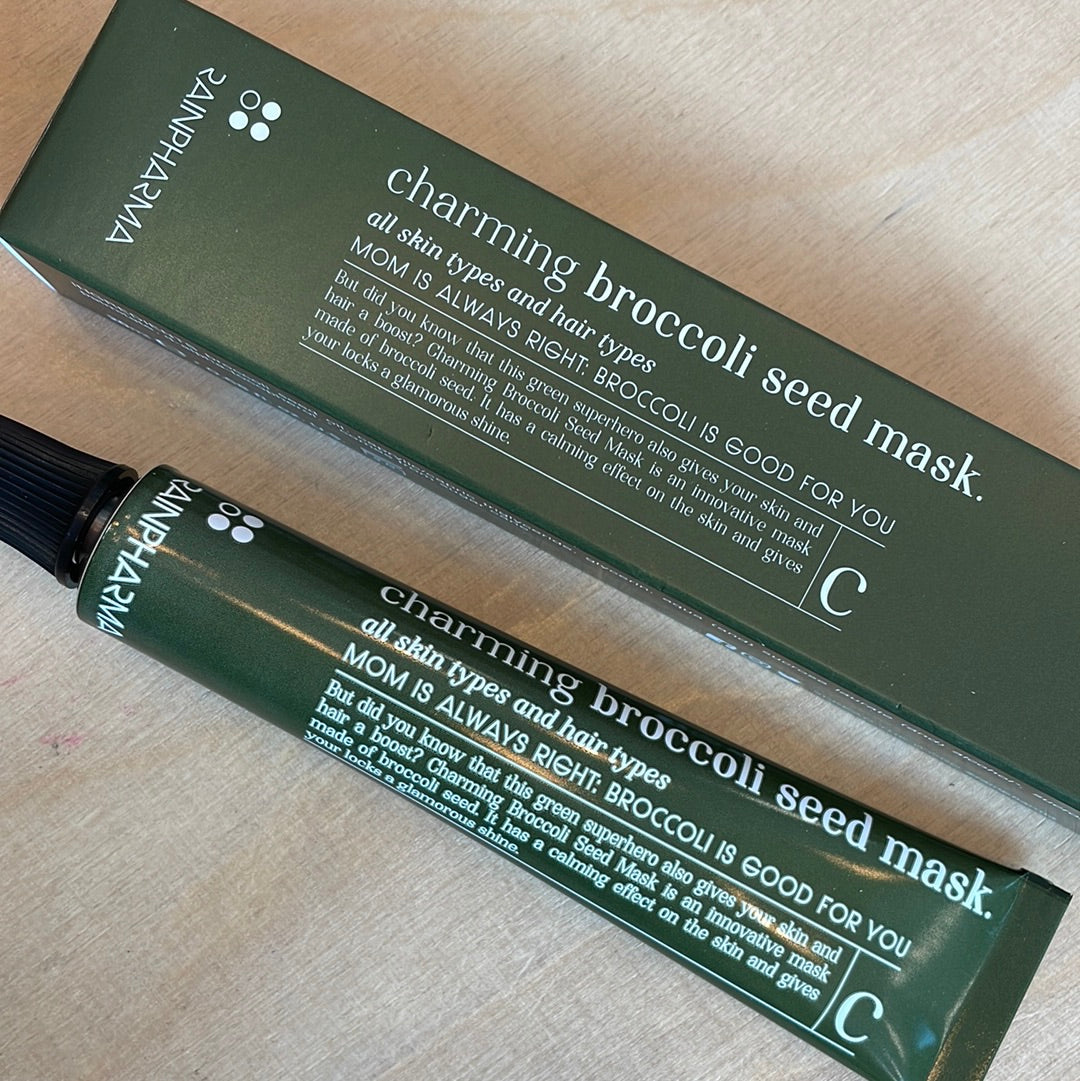 RAINPHARMA
charming broccoli seed mask.
all skin types and hair types
MOM IS ALWAYS RIGHT: BROCCOLI IS GOOD FOR YOU
But did you know that this green superhero also gives your skin and
hair a boost? Charming Broccoli Seed Mask is an innovative mask
made of broccoli seed. It has a calming effect on the skin and gives
your locks a glamorous shine.
C
RAINPHARMA
charming broccoli seed mask.
all skin types and hair types
MOM IS ALWAYS RIGHT: BROCCOLI IS GOOD FOR YOU
But did you know that this green superhero also gives your skin and
hair a boost? Charming Broccoli Seed Mask is an innovative mask
made of broccoli seed. It has a calming effect on the skin and gives
your locks a glamorous shine.
C